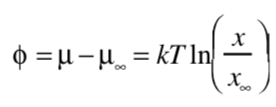 ϕ = μ − μ∞ = kT ln(x / x∞)